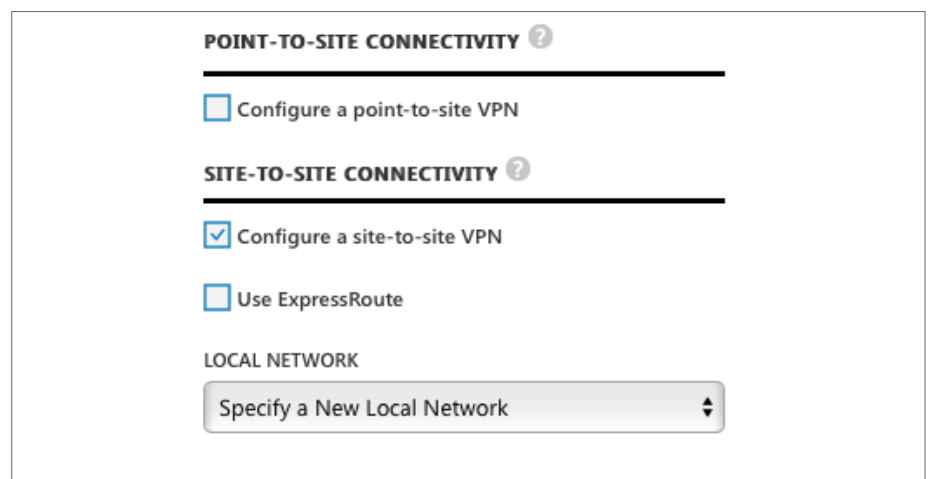 POINT-TO-SITE CONNECTIVITY ?
Configure a point-to-site VPN
SITE-TO-SITE CONNECTIVITY ?
Configure a site-to-site VPN
Use ExpressRoute
LOCAL NETWORK
Specify a New Local Network